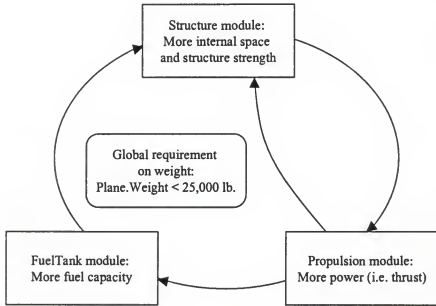 Structure module:
More internal space
and structure strength
Global requirement
on weight:
Plane.Weight < 25,000 lb.
FuelTank module:
More fuel capacity
Propulsion module:
More power (i.e. thrust)